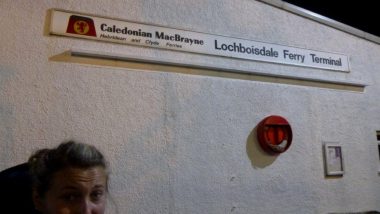 Caledonian MacBrayne
Hebridean and Clyde Ferries
Lochboisdale Ferry Terminal